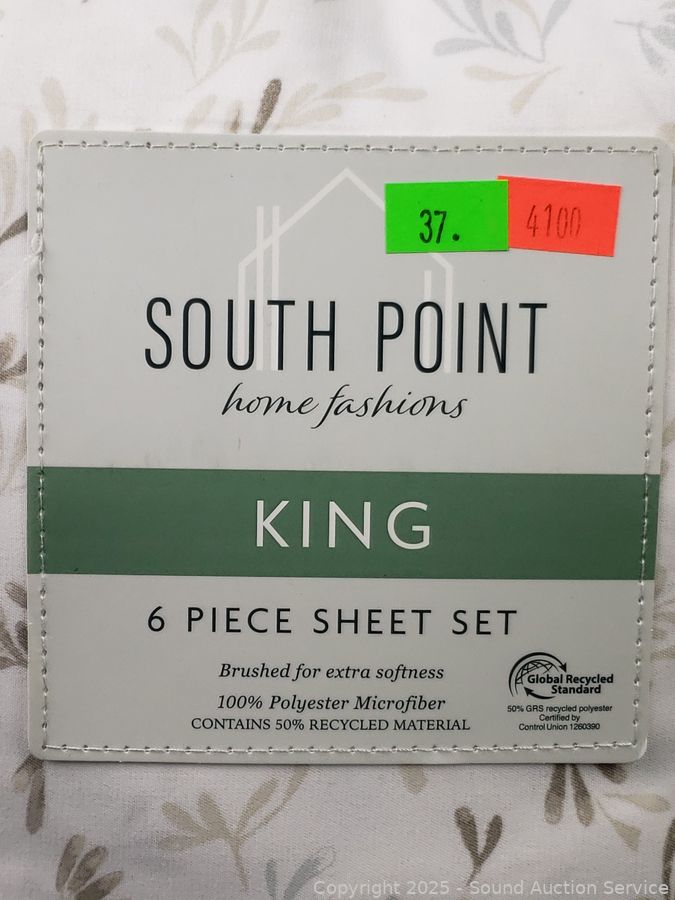 37.
4100
SOUTH POINT
home fashions
KING
6 PIECE SHEET SET
Brushed for extra softness
100% Polyester Microfiber
CONTAINS 50% RECYCLED MATERIAL
Global Recycled
Standard
50% GRS recycled polyester
Certified by
Control Union 1260390
Copyright 2025 - Sound Auction Service